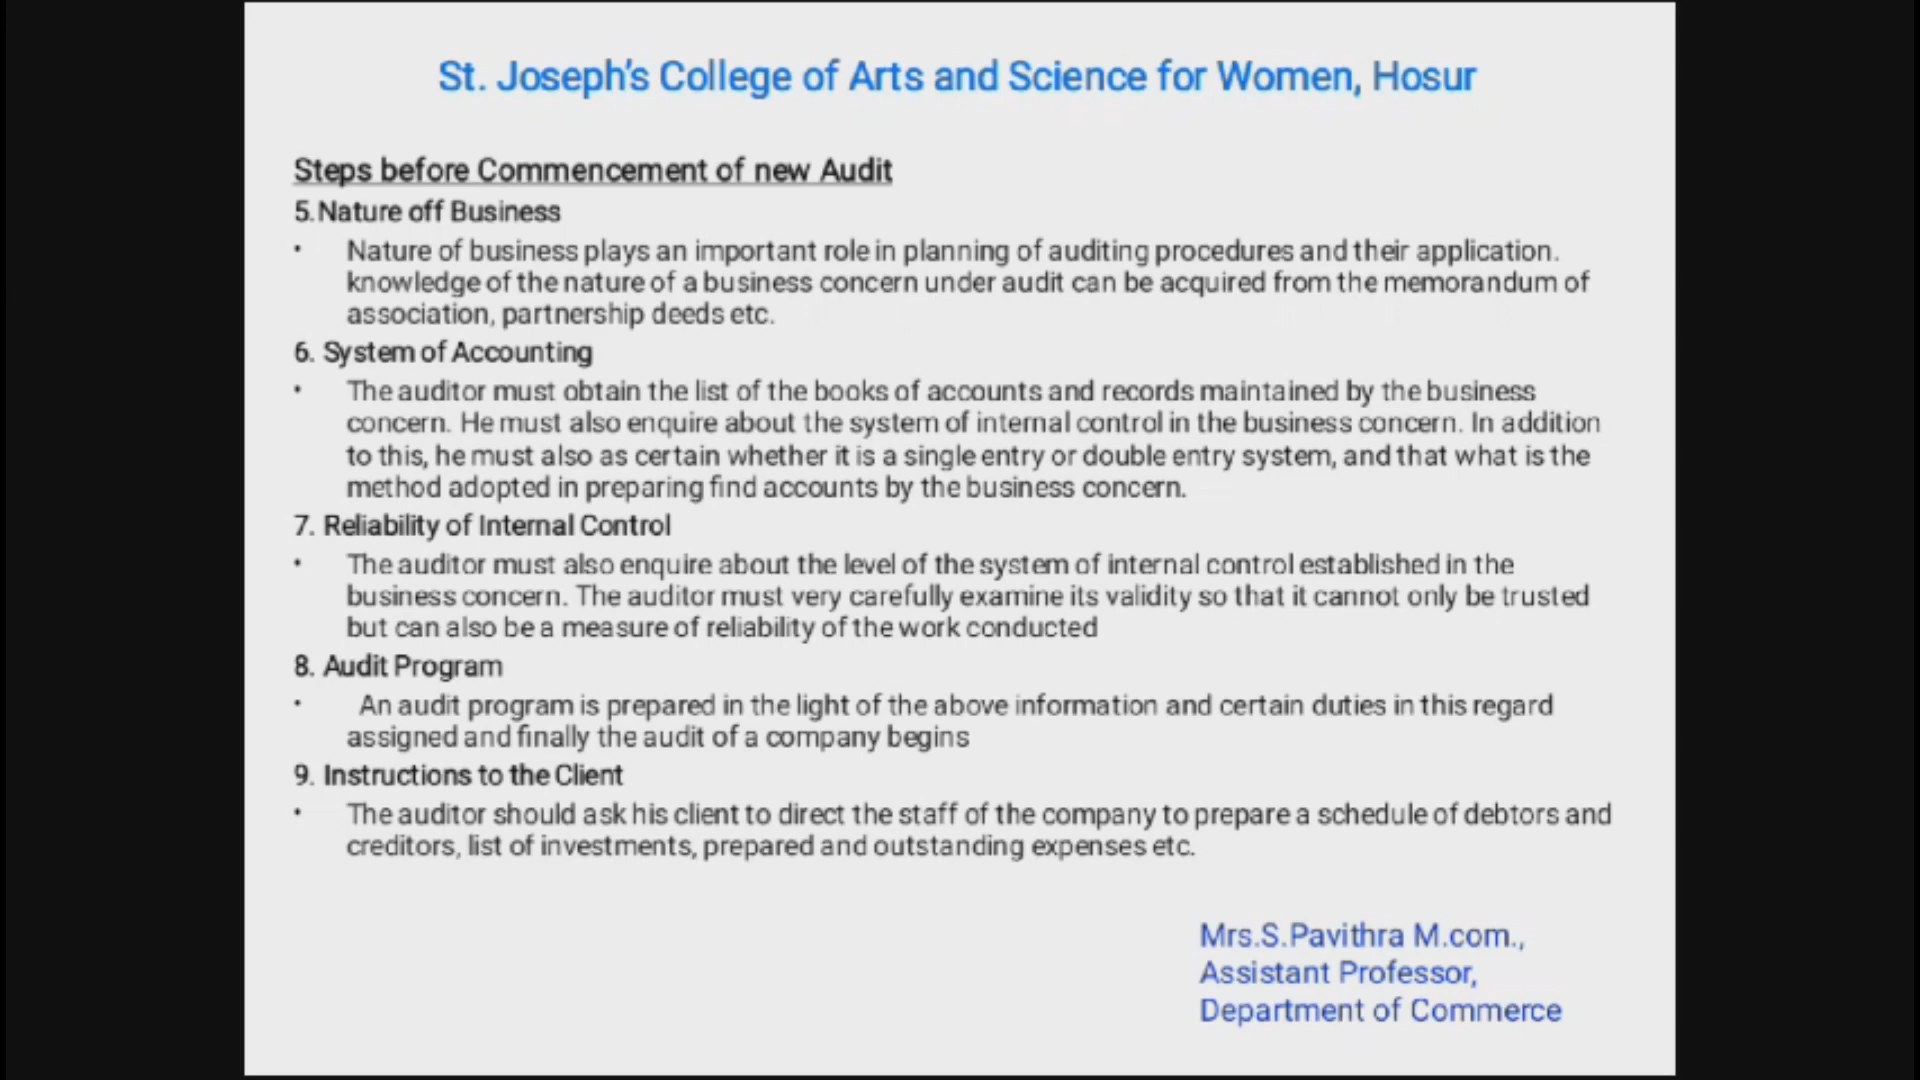 St. Joseph's College of Arts and Science for Women, Hosur
Steps before Commencement of new Audit
5.Nature off Business
• Nature of business plays an important role in planning of auditing procedures and their application.
knowledge of the nature of a business concern under audit can be acquired from the memorandum of
association, partnership deeds etc.
6. System of Accounting
• The auditor must obtain the list of the books of accounts and records maintained by the business
concern. He must also enquire about the system of internal control in the business concern. In addition
to this, he must also as certain whether it is a single entry or double entry system, and that what is the
method adopted in preparing find accounts by the business concern.
7. Reliability of Internal Control
• The auditor must also enquire about the level of the system of internal control established in the
business concern. The auditor must very carefully examine its validity so that it cannot only be trusted
but can also be a measure of reliability of the work conducted
8. Audit Program
• An audit program is prepared in the light of the above information and certain duties in this regard
assigned and finally the audit of a company begins
9. Instructions to the Client
• The auditor should ask his client to direct the staff of the company to prepare a schedule of debtors and
creditors, list of investments, prepared and outstanding expenses etc.
Mrs.S.Pavithra M.com.,
Assistant Professor,
Department of Commerce